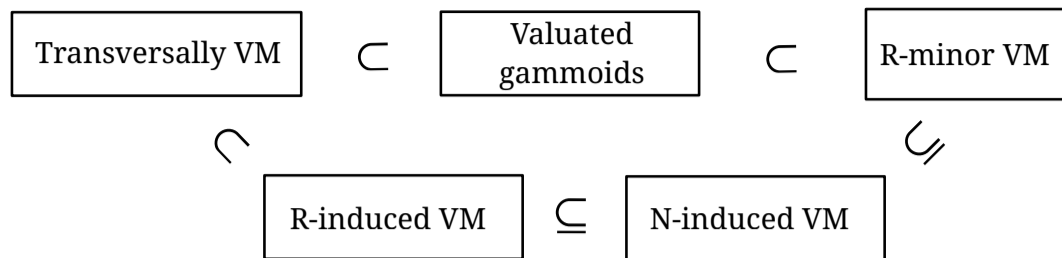 Transversally VM ⊂ Valuated gammoids ⊂ R-minor VM
⊂ ⊆
R-induced VM ⊆ N-induced VM